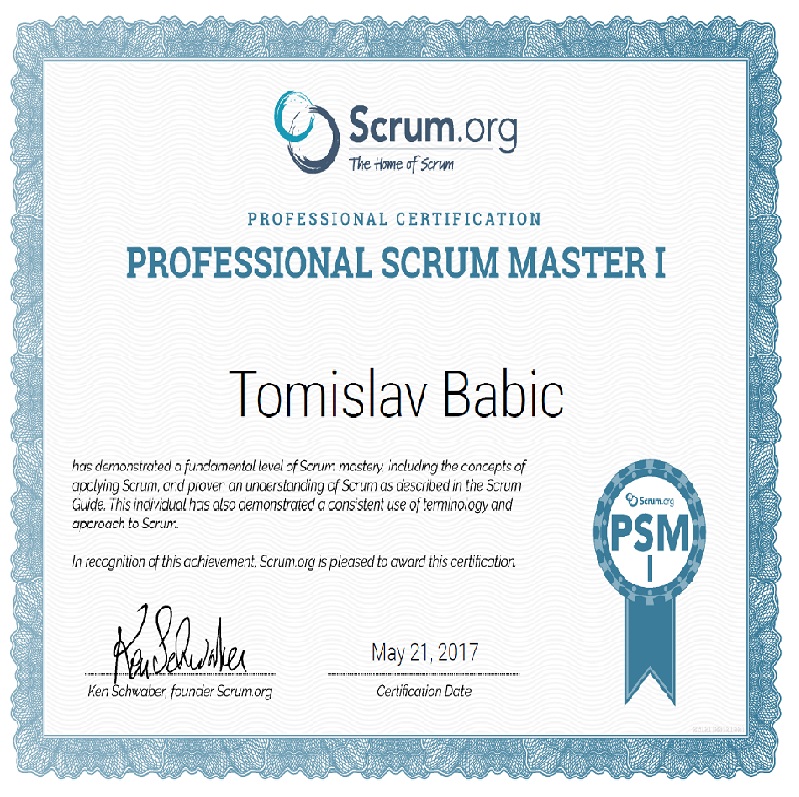 Scrum.org
The Home of Scrum
PROFESSIONAL CERTIFICATION
PROFESSIONAL SCRUM MASTER I
Tomislav Babic
has demonstrated a fundamental level of Scrum mastery, including the concepts of
applying Scrum, and proven an understanding of Scrum as described in the Scrum
Guide. This individual has also demonstrated a consistent use of terminology and
approach to Scrum.
In recognition of this achievement, Scrum.org is pleased to award this certification.
Scrum.org
PSM
I
Ken Schwaber
May 21, 2017
Ken Schwaber, founder Scrum.org
Certification Date